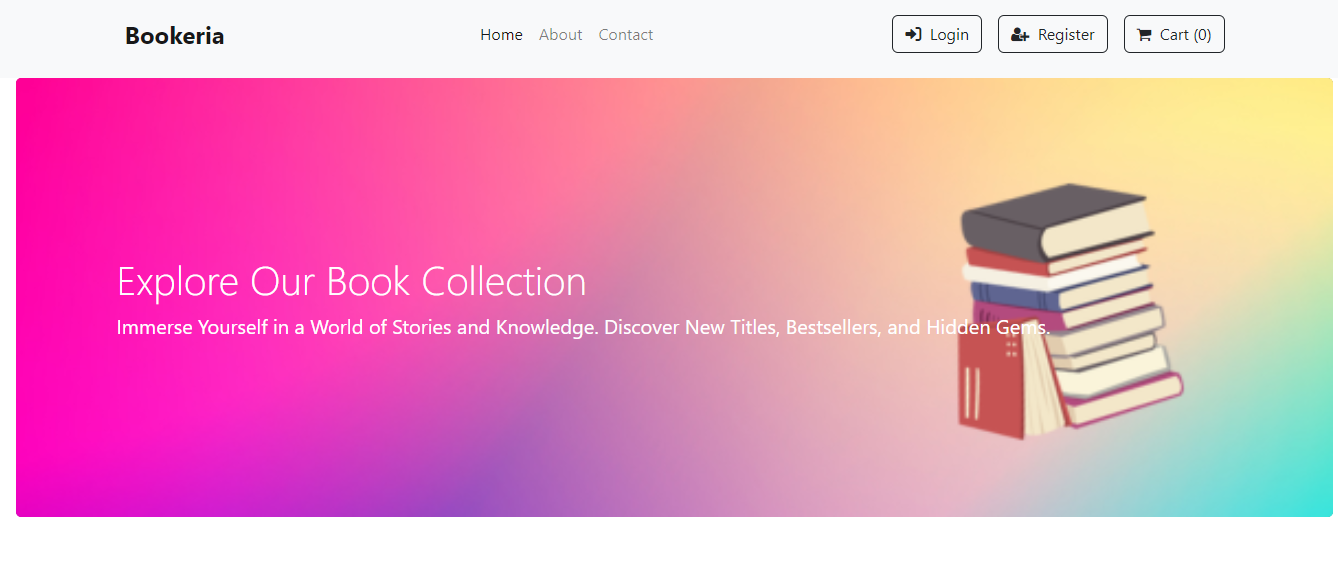 Bookeria
Home About Contact
Login Register Cart (0)
Explore Our Book Collection
Immerse Yourself in a World of Stories and Knowledge. Discover New Titles, Bestsellers, and Hidden Gems.